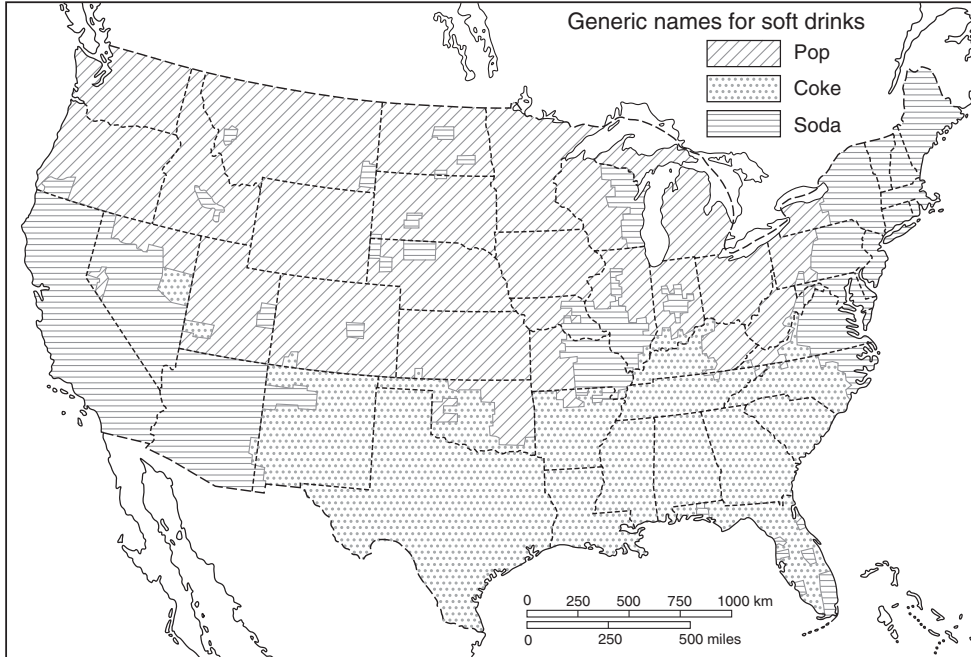 Generic names for soft drinks
Pop
Coke
Soda
0 250 500 750 1000 km
0 250 500 miles